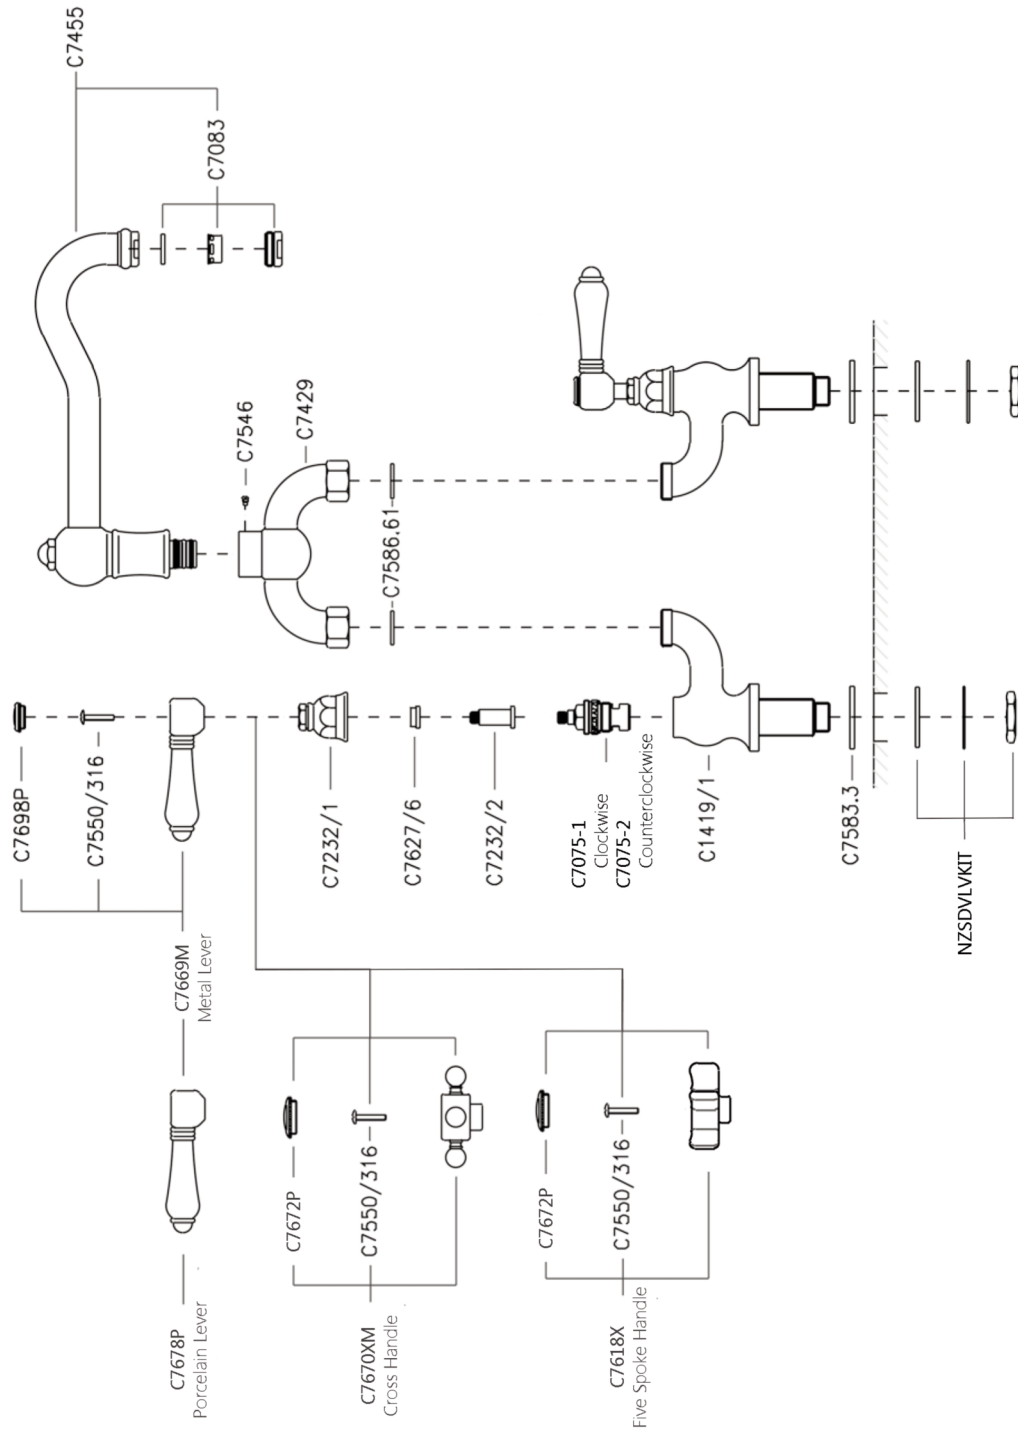 C7455
C7083
C7546
C7429
C7586.61
C7698P
C7550/316
C7669M
Metal Lever
C7678P
Porcelain Lever
C7232/1
C7627/6
C7232/2
C7075-1
Clockwise
C7075-2
Counterclockwise
C1419/1
C7583.3
NZSDVLVKIT
C7672P
C7550/316
C7670XM
Cross Handle
C7672P
C7550/316
C7618X
Five Spoke Handle